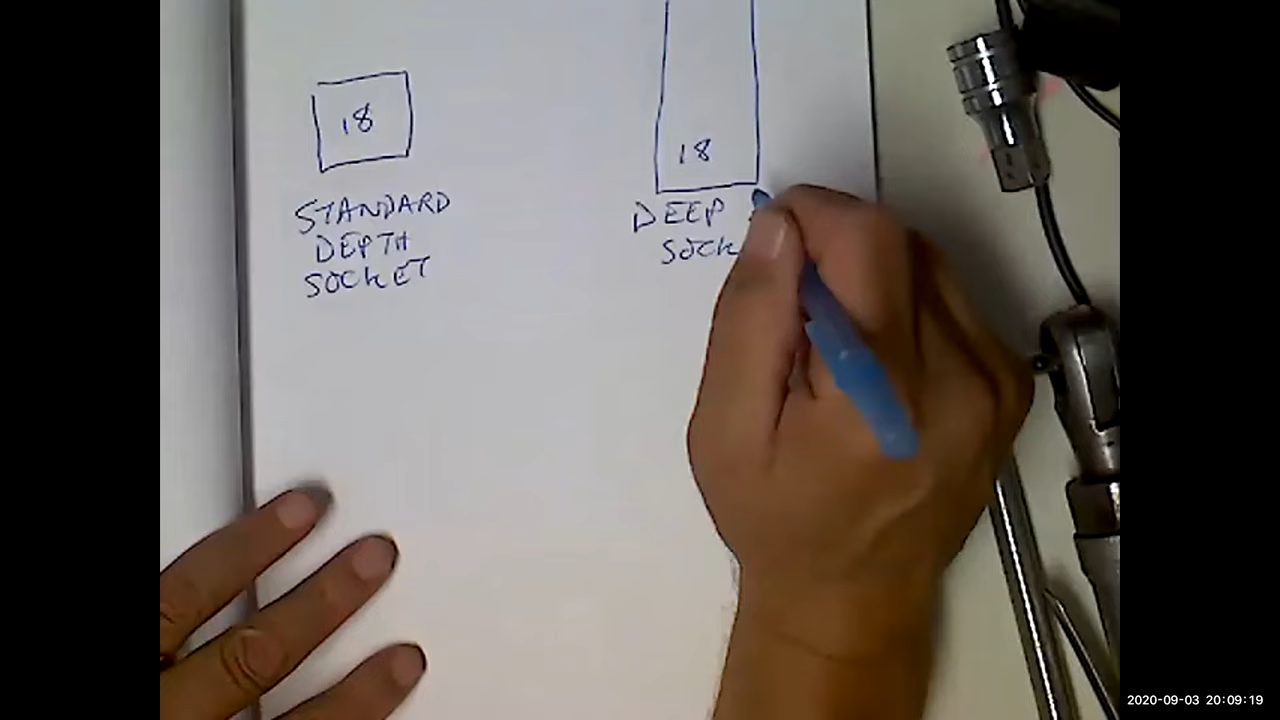 18
STANDARD
DEPTH
SOCKET
18
DEEP
2020-09-03 20:09:19